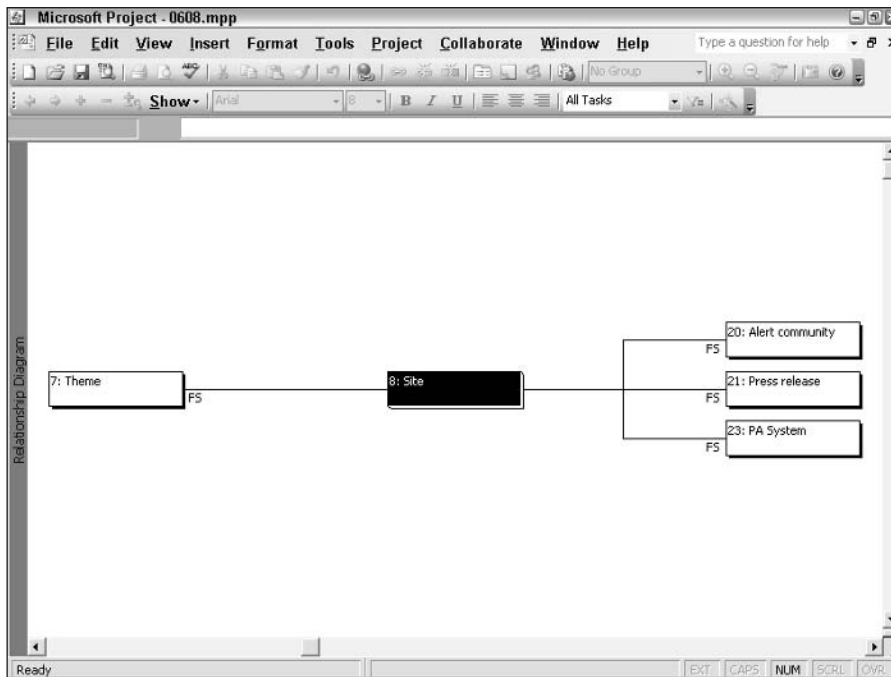 Microsoft Project - 0608.mpp
File Edit View Insert Format Tools Project Collaborate Window Help Type a question for help
No Group
Show Arial 8 B I U All Tasks
Relationship Diagram
20: Alert community
FS
7: Theme
FS
8: Site
21: Press release
FS
23: PA System
FS
Ready EXT CAPS NUM SCRL OVR